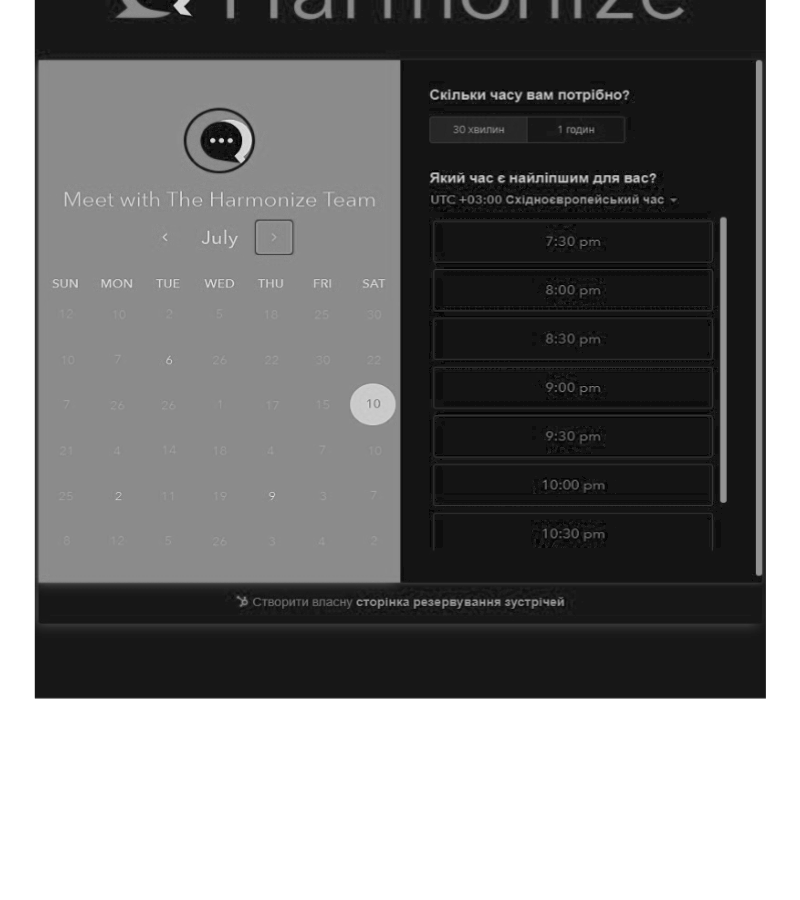 Harmonize
Meet with The Harmonize Team
‹ July ›
SUN MON TUE WED THU FRI SAT
12 10 2 5 18 25 30
10 7 6 26 22 30 22
7 26 26 1 17 15 10
21 4 14 18 4 7 10
25 2 11 19 9 3 7
8 12 5 26 3 4 2
Скільки часу вам потрібно?
30 хвилин 1 годин
Який час є найліпшим для вас?
UTC +03:00 Східноєвропейський час
7:30 pm
8:00 pm
8:30 pm
9:00 pm
9:30 pm
10:00 pm
10:30 pm
Створити власну сторінка резервування зустрічей